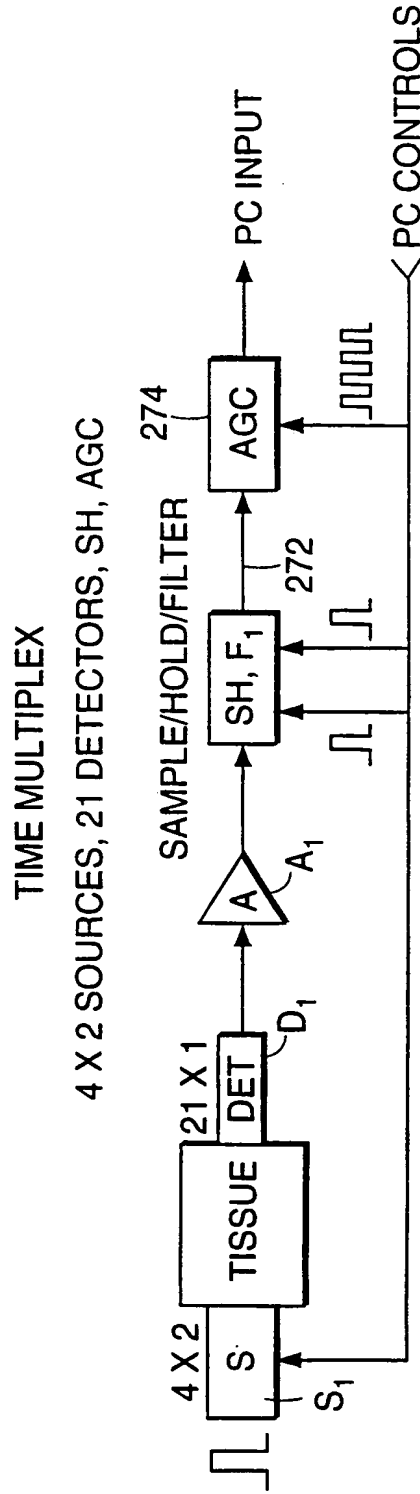 TIME MULTIPLEX
4 X 2 SOURCES, 21 DETECTORS, SH, AGC
4 X 2
S
S1
TISSUE
21 X 1
DET
D1
A
A1
SAMPLE/HOLD/FILTER
SH, F1
272
274
AGC
PC INPUT
PC CONTROLS